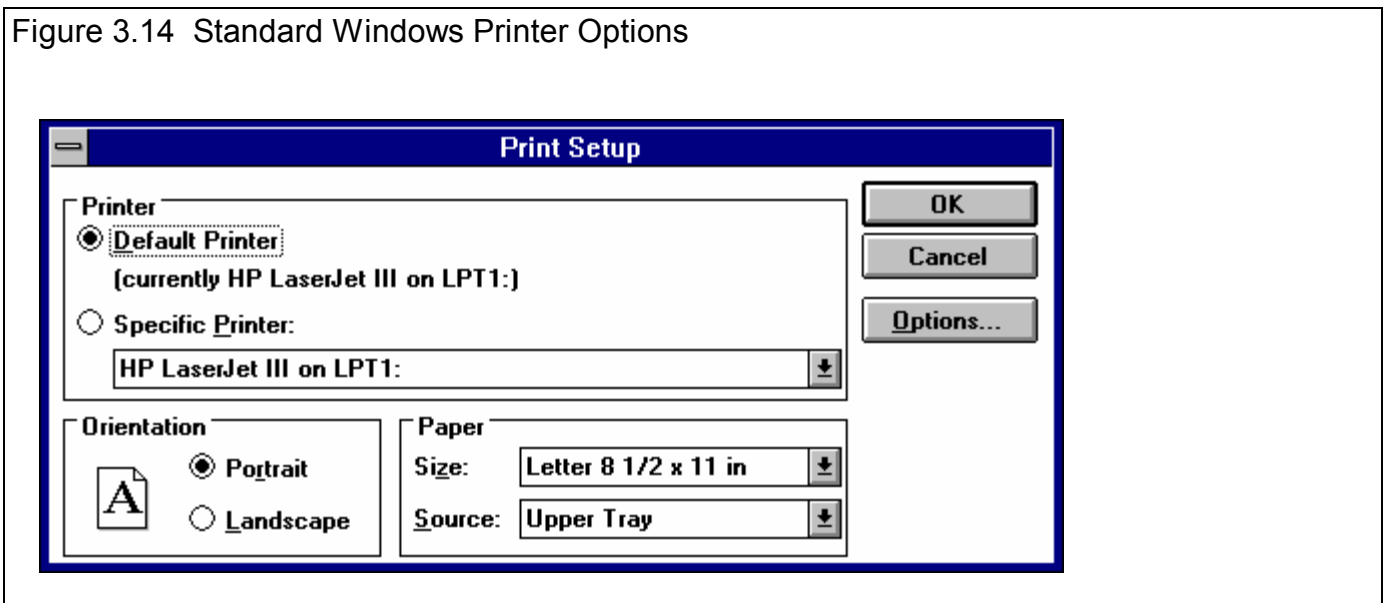 Figure 3.14 Standard Windows Printer Options
Print Setup
Printer
Default Printer
(currently HP LaserJet III on LPT1:)
Specific Printer:
HP LaserJet III on LPT1:
OK
Cancel
Options...
Orientation
A
Portrait
Landscape
Paper
Size: Letter 8 1/2 x 11 in
Source: Upper Tray